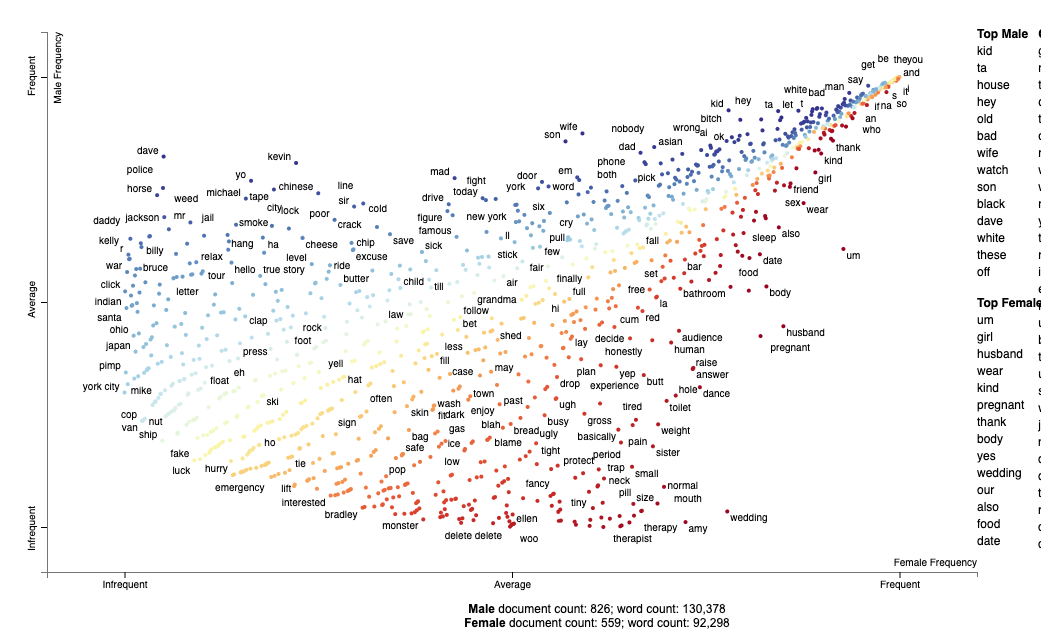 Top Male
Male Frequency
Frequent
be the you
get
and
kid
ta
say
man
white bad
it i
s
so
if na
kid hey ta let t
house
bitch
an
who
hey
wife
nobody
wrong ai ok
old
son
dad
asian
thank
bad
dave
kevin
phone
kind
wife
police
yo
mad
fight
door
em
both
pick
girl
watch
horse
chinese
line
today
york
word
friend
son
weed
michael tape
sir
drive
sex wear
black
daddy jackson mr jail
city lock
poor
cold
figure
new york
six
cry
dave
smoke
crack
famous
also
white
kelly
r
billy
hang ha
cheese
chip
save
sick
ll
pull
fall
sleep
these
war
bruce
relax
level
excuse
stick
few
um
off
tour
hello true story
ride
fair
set
bar
date
food
click
letter
butter
child till
air
finally
full
free
bathroom
body
indian
grandma
la
Top Female
Average
santa
clap
law
follow
hi
cum red
um
ohio
rock
bet
husband
girl
japan
foot
shed
lay
decide
audience
pregnant
husband
press
less
honestly
human
wear
pimp
eh
yell
fill
case
may
plan
yep
raise
answer
kind
york city mike
float
hat
drop
experience
butt
hole dance
pregnant
cop
nut
ski
often
wash
town
past
ugh
tired
toilet
thank
van
ship
sign
skin
dark
enjoy
busy
gross
weight
body
bag
gas
blah
bread ugly
basically
pain
yes
fake
ho
safe
ice
blame
tight
period
sister
wedding
luck
hurry
tie
pop
low
protect
trap
small
our
emergency
lift
fancy
neck
normal
also
interested
tiny
pill size
mouth
food
bradley
monster
ellen
therapy amy
wedding
date
Infrequent
delete delete
woo
therapist
Female Frequency
Infrequent
Average
Frequent
Male document count: 826; word count: 130,378
Female document count: 559; word count: 92,298